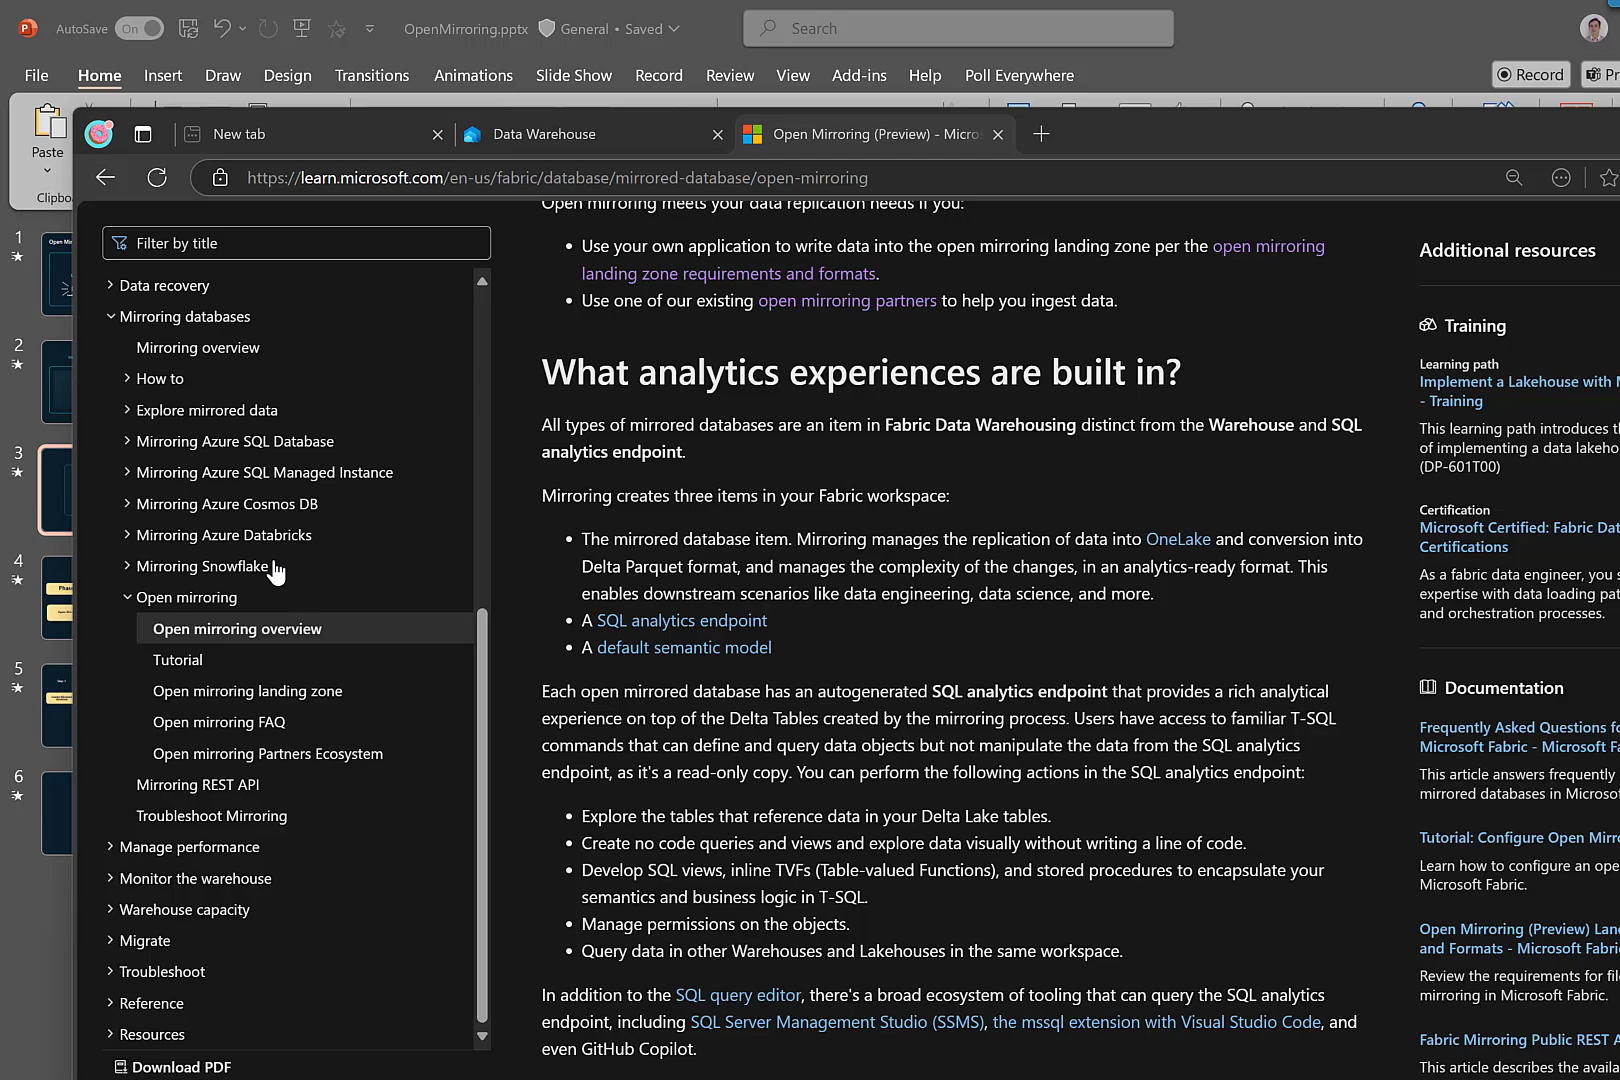 AutoSave On OpenMirroring.pptx General • Saved Search
File Home Insert Draw Design Slide Show Transitions Animations Record Review View Add-ins Help Poll Everywhere Record
Paste
New tab Data Warehouse Open Mirroring (Preview) - Micros
https://learn.microsoft.com/en-us/fabric/database/mirrored-database/open-mirroring
1
2
3
4
5
6
Filter by title
Data recovery
Mirroring databases
Mirroring overview
How to
Explore mirrored data
Mirroring Azure SQL Database
Mirroring Azure SQL Managed Instance
Mirroring Azure Cosmos DB
Mirroring Azure Databricks
Mirroring Snowflake
Open mirroring
Open mirroring overview
Tutorial
Open mirroring landing zone
Open mirroring FAQ
Open mirroring Partners Ecosystem
Mirroring REST API
Troubleshoot Mirroring
Manage performance
Monitor the warehouse
Warehouse capacity
Migrate
Troubleshoot
Reference
Resources
Download PDF
Open mirroring meets your data replication needs if you:
• Use your own application to write data into the open mirroring landing zone per the open mirroring
landing zone requirements and formats.
• Use one of our existing open mirroring partners to help you ingest data.
What analytics experiences are built in?
All types of mirrored databases are an item in Fabric Data Warehousing distinct from the Warehouse and SQL
analytics endpoint.
Mirroring creates three items in your Fabric workspace:
• The mirrored database item. Mirroring manages the replication of data into OneLake and conversion into
Delta Parquet format, and manages the complexity of the changes, in an analytics-ready format. This
enables downstream scenarios like data engineering, data science, and more.
• A SQL analytics endpoint
• A default semantic model
Each open mirrored database has an autogenerated SQL analytics endpoint that provides a rich analytical
experience on top of the Delta Tables created by the mirroring process. Users have access to familiar T-SQL
commands that can define and query data objects but not manipulate the data from the SQL analytics
endpoint, as it's a read-only copy. You can perform the following actions in the SQL analytics endpoint:
• Explore the tables that reference data in your Delta Lake tables.
• Create no code queries and views and explore data visually without writing a line of code.
• Develop SQL views, inline TVFs (Table-valued Functions), and stored procedures to encapsulate your
semantics and business logic in T-SQL.
• Manage permissions on the objects.
• Query data in other Warehouses and Lakehouses in the same workspace.
In addition to the SQL query editor, there's a broad ecosystem of tooling that can query the SQL analytics
endpoint, including SQL Server Management Studio (SSMS), the mssql extension with Visual Studio Code, and
even GitHub Copilot.
Additional resources
Training
Learning path
Implement a Lakehouse with
- Training
This learning path introduces
of implementing a data
(DP-601T00)
Certification
Microsoft Certified: Fabric
Certifications
As a fabric data engineer, you
expertise with data loading
and orchestration processes.
Documentation
Frequently Asked Questions
Microsoft Fabric - Microsoft
This article answers frequently
mirrored databases in
Tutorial: Configure Open
Learn how to configure an
Microsoft Fabric.
Open Mirroring (Preview)
and Formats - Microsoft
Review the requirements for
mirroring in Microsoft Fabric.
Fabric Mirroring Public REST
This article describes the